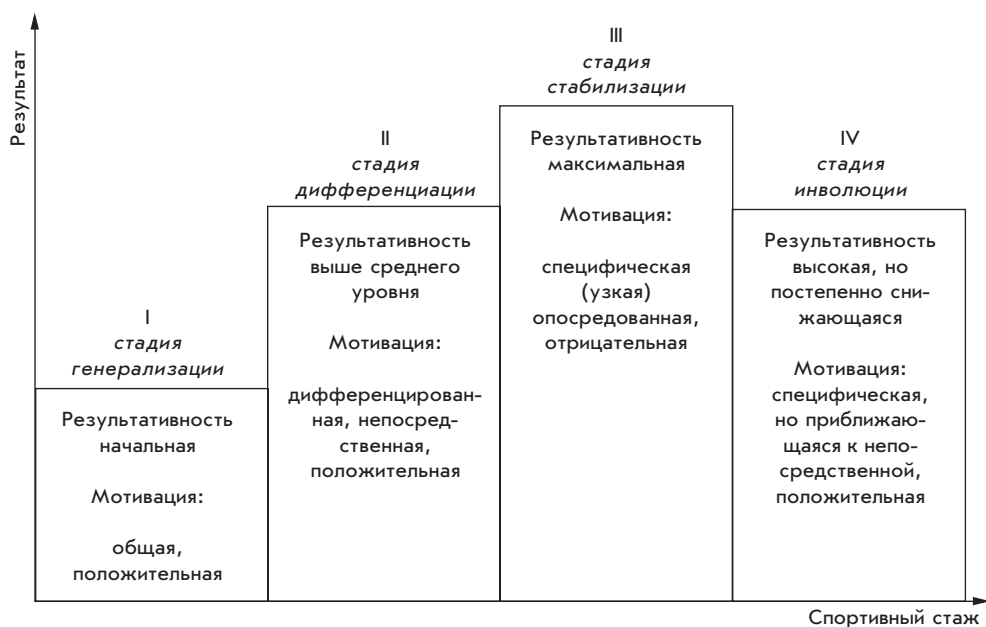 Результат
I
стадия
генерализации
Результативность
начальная
Мотивация:
общая,
положительная
II
стадия
дифференциации
Результативность
выше среднего
уровня
Мотивация:
дифференцирован-
ная, непосред-
ственная,
положительная
III
стадия
стабилизации
Результативность
максимальная
Мотивация:
специфическая
(узкая)
опосредованная,
отрицательная
IV
стадия
инволюции
Результативность
высокая, но
постепенно сни-
жающаяся
Мотивация:
специфическая,
но приближаю-
щаяся к непо-
средственной,
положительная
Спортивный стаж